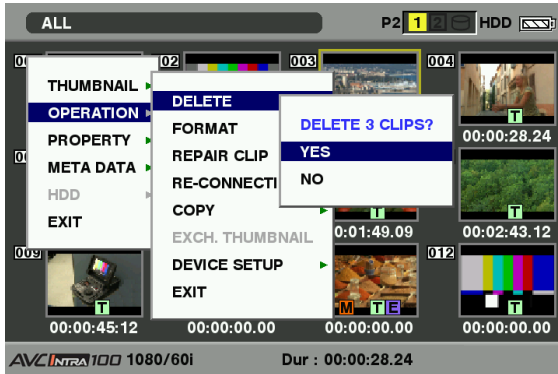 ALL P2 1 2 HDD
02 003 004
THUMBNAIL
OPERATION
PROPERTY
META DATA
HDD
EXIT
DELETE
FORMAT
REPAIR CLIP
RE-CONNECTI
COPY
EXCH. THUMBNAIL
DEVICE SETUP
EXIT
DELETE 3 CLIPS?
YES
NO
T
00:00:28.24
T T
0:01:49.09 00:02:43.12
009 012
T M T E T
00:00:45:12 00:00:00.00 00:00:00.00 00:00:00.00
AVC INTRA 100 1080/60i Dur : 00:00:28.24